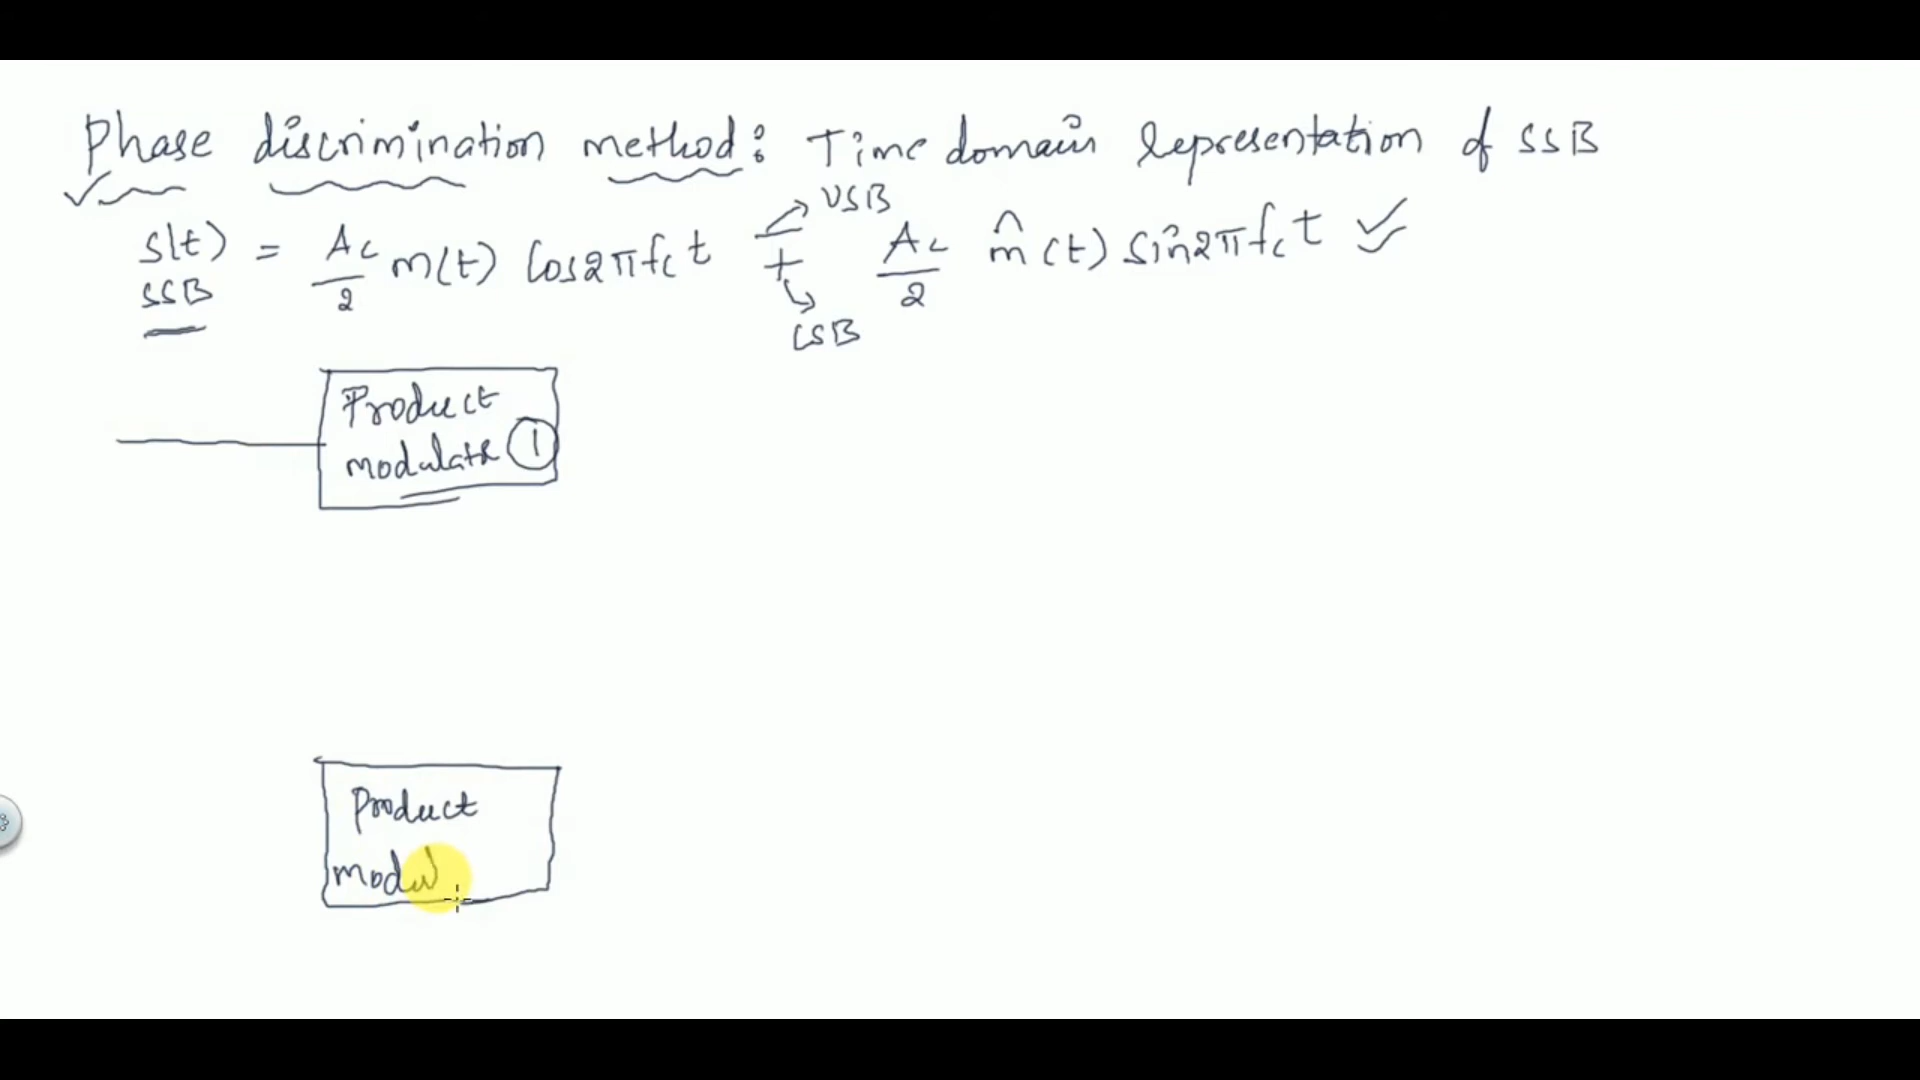 Phase discrimination method: Time domain representation of SSB
USB
s(t) = Ac/2 m(t) Cos2πfct ∓ Ac/2 m̂(t) sin2πfct
SSB
LSB
Product
modulator 1
Product
modul